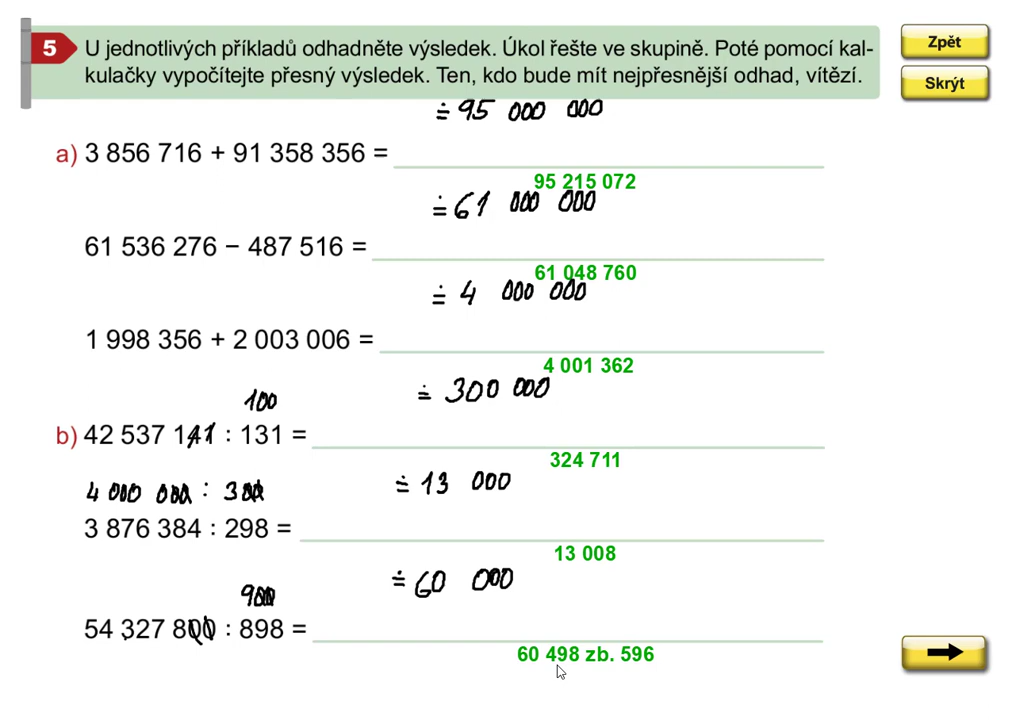 5 U jednotlivých příkladů odhadněte výsledek. Úkol řešte ve skupině. Poté pomocí kal-
kulačky vypočítejte přesný výsledek. Ten, kdo bude mít nejpřesnější odhad, vítězí.
Zpět
Skrýt
≐ 95 000 000
a) 3 856 716 + 91 358 356 =
95 215 072
≐ 61 000 000
61 536 276 − 487 516 =
61 048 760
≐ 4 000 000
1 998 356 + 2 003 006 =
4 001 362
≐ 300 000
100
b) 42 537 141 : 131 =
324 711
4 000 000 : 300
≐ 13 000
3 876 384 : 298 =
13 008
≐ 60 000
900
54 327 800 : 898 =
60 498 zb. 596